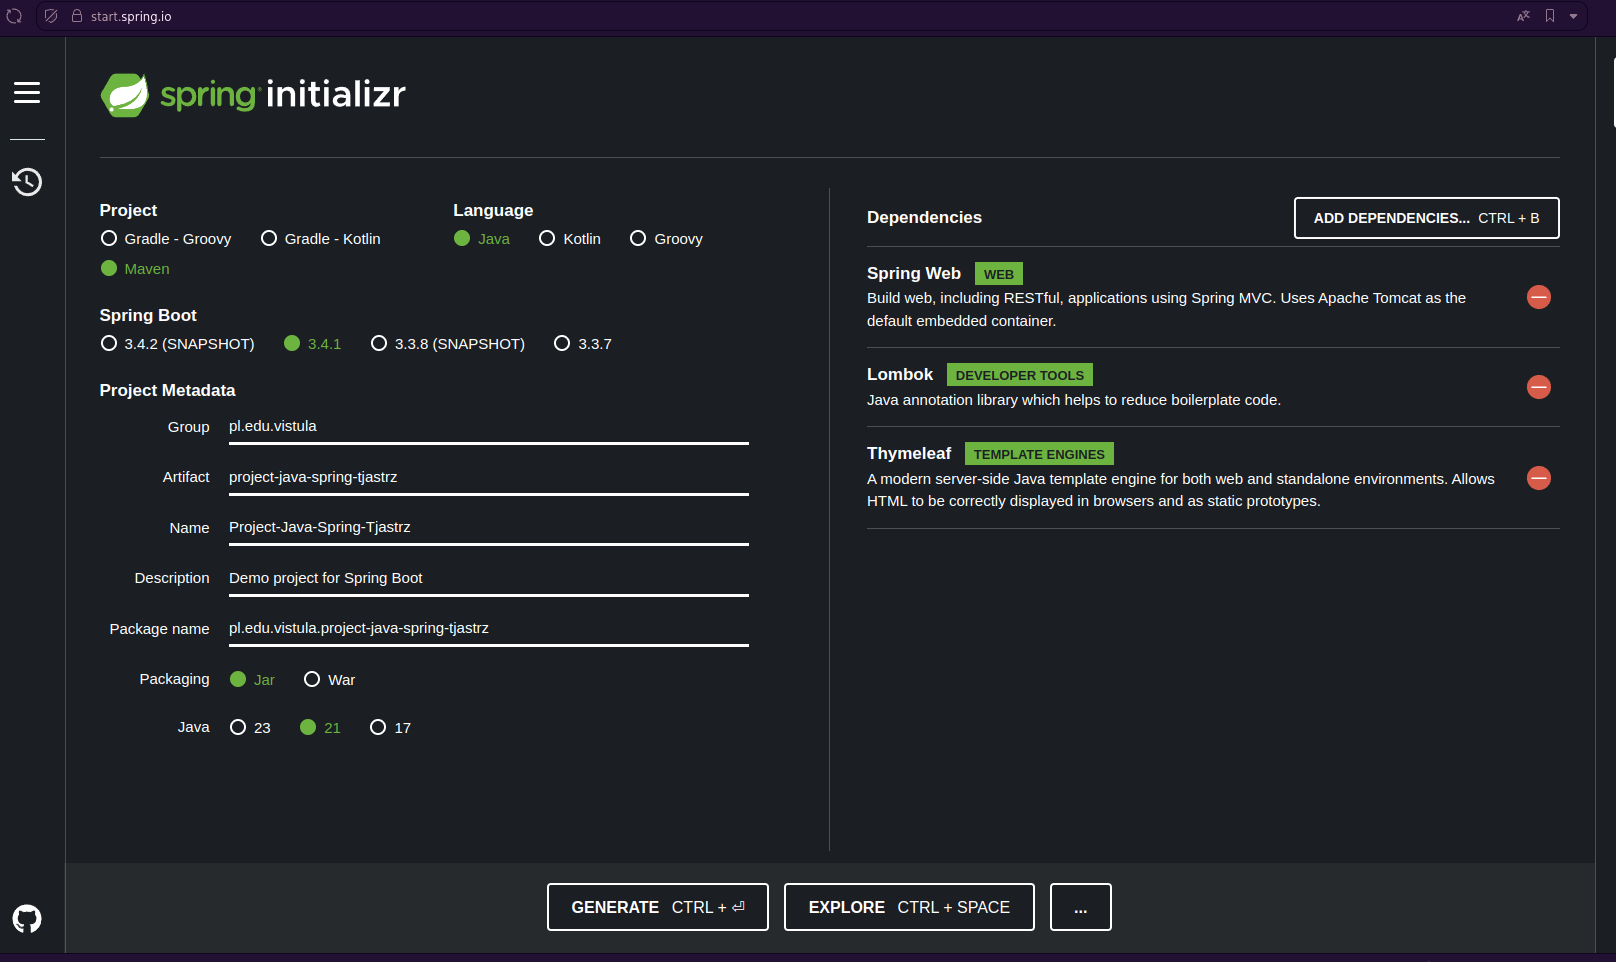 start.spring.io
spring initializr
Project
Gradle - Groovy Gradle - Kotlin
Maven
Language
Java Kotlin Groovy
Spring Boot
3.4.2 (SNAPSHOT) 3.4.1 3.3.8 (SNAPSHOT) 3.3.7
Project Metadata
Group pl.edu.vistula
Artifact project-java-spring-tjastrz
Name Project-Java-Spring-Tjastrz
Description Demo project for Spring Boot
Package name pl.edu.vistula.project-java-spring-tjastrz
Packaging Jar War
Java 23 21 17
Dependencies ADD DEPENDENCIES... CTRL + B
Spring Web WEB
Build web, including RESTful, applications using Spring MVC. Uses Apache Tomcat as the
default embedded container.
Lombok DEVELOPER TOOLS
Java annotation library which helps to reduce boilerplate code.
Thymeleaf TEMPLATE ENGINES
A modern server-side Java template engine for both web and standalone environments. Allows
HTML to be correctly displayed in browsers and as static prototypes.
GENERATE CTRL + ⏎ EXPLORE CTRL + SPACE ...